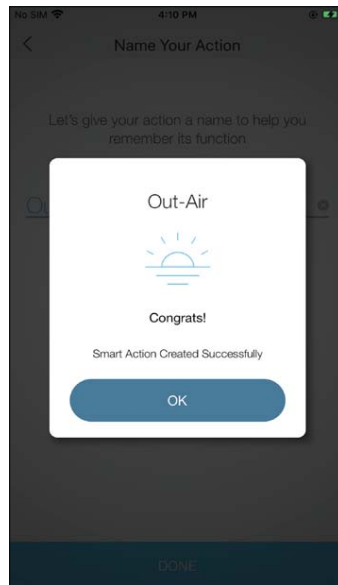 No SIM 4:10 PM
Name Your Action
Let's give your action a name to help you
remember its function
Ou
Out-Air
Congrats!
Smart Action Created Successfully
OK
DONE